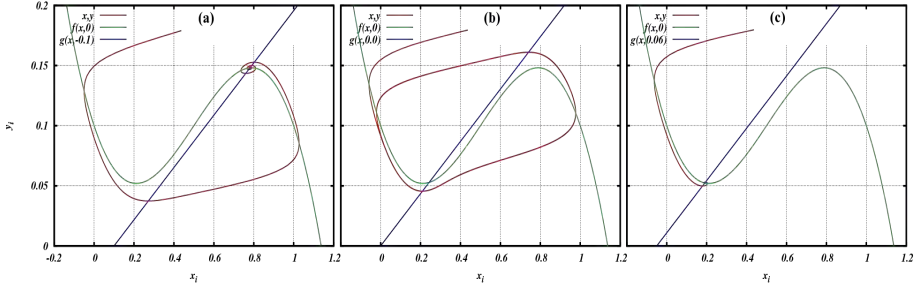 (a)
x,y
f(x,0)
g(x,-0.1)
(b)
x,y
f(x,0)
g(x,0.0)
(c)
x,y
f(x,0)
g(x,0.06)
0.2
0.15
0.1
0.05
0
y_i
-0.2 0 0.2 0.4 0.6 0.8 1 1.2
0 0.2 0.4 0.6 0.8 1 1.2
0 0.2 0.4 0.6 0.8 1 1.2
x_i x_i x_i